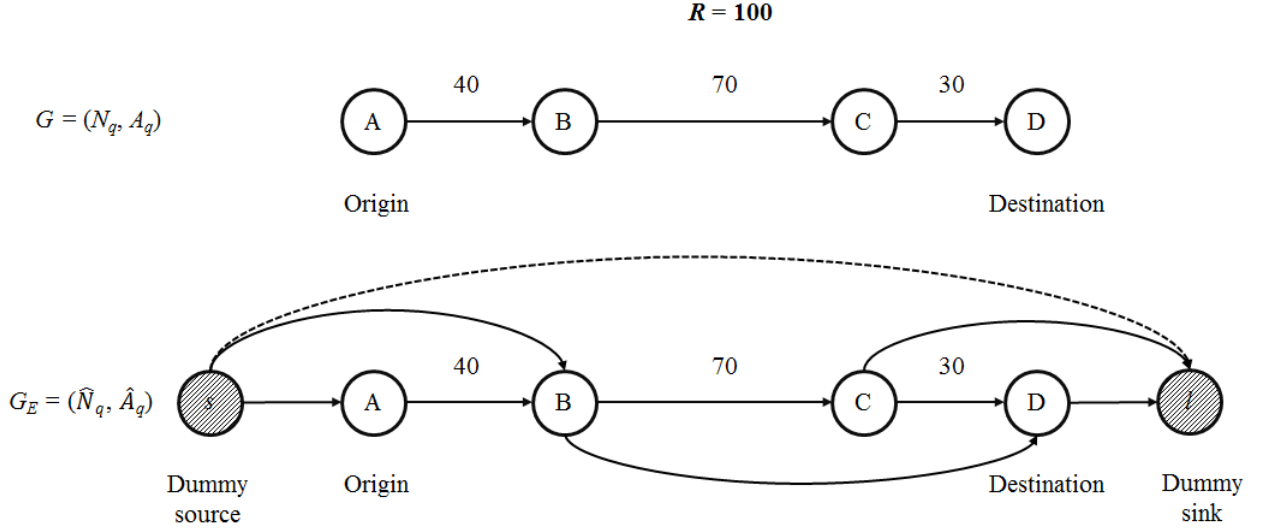 R = 100
40 70 30
G = (N_q, A_q) A B C D
Origin Destination
40 70 30
G_E = (N̂_q, Â_q) s A B C D l
Dummy source Origin Destination Dummy sink